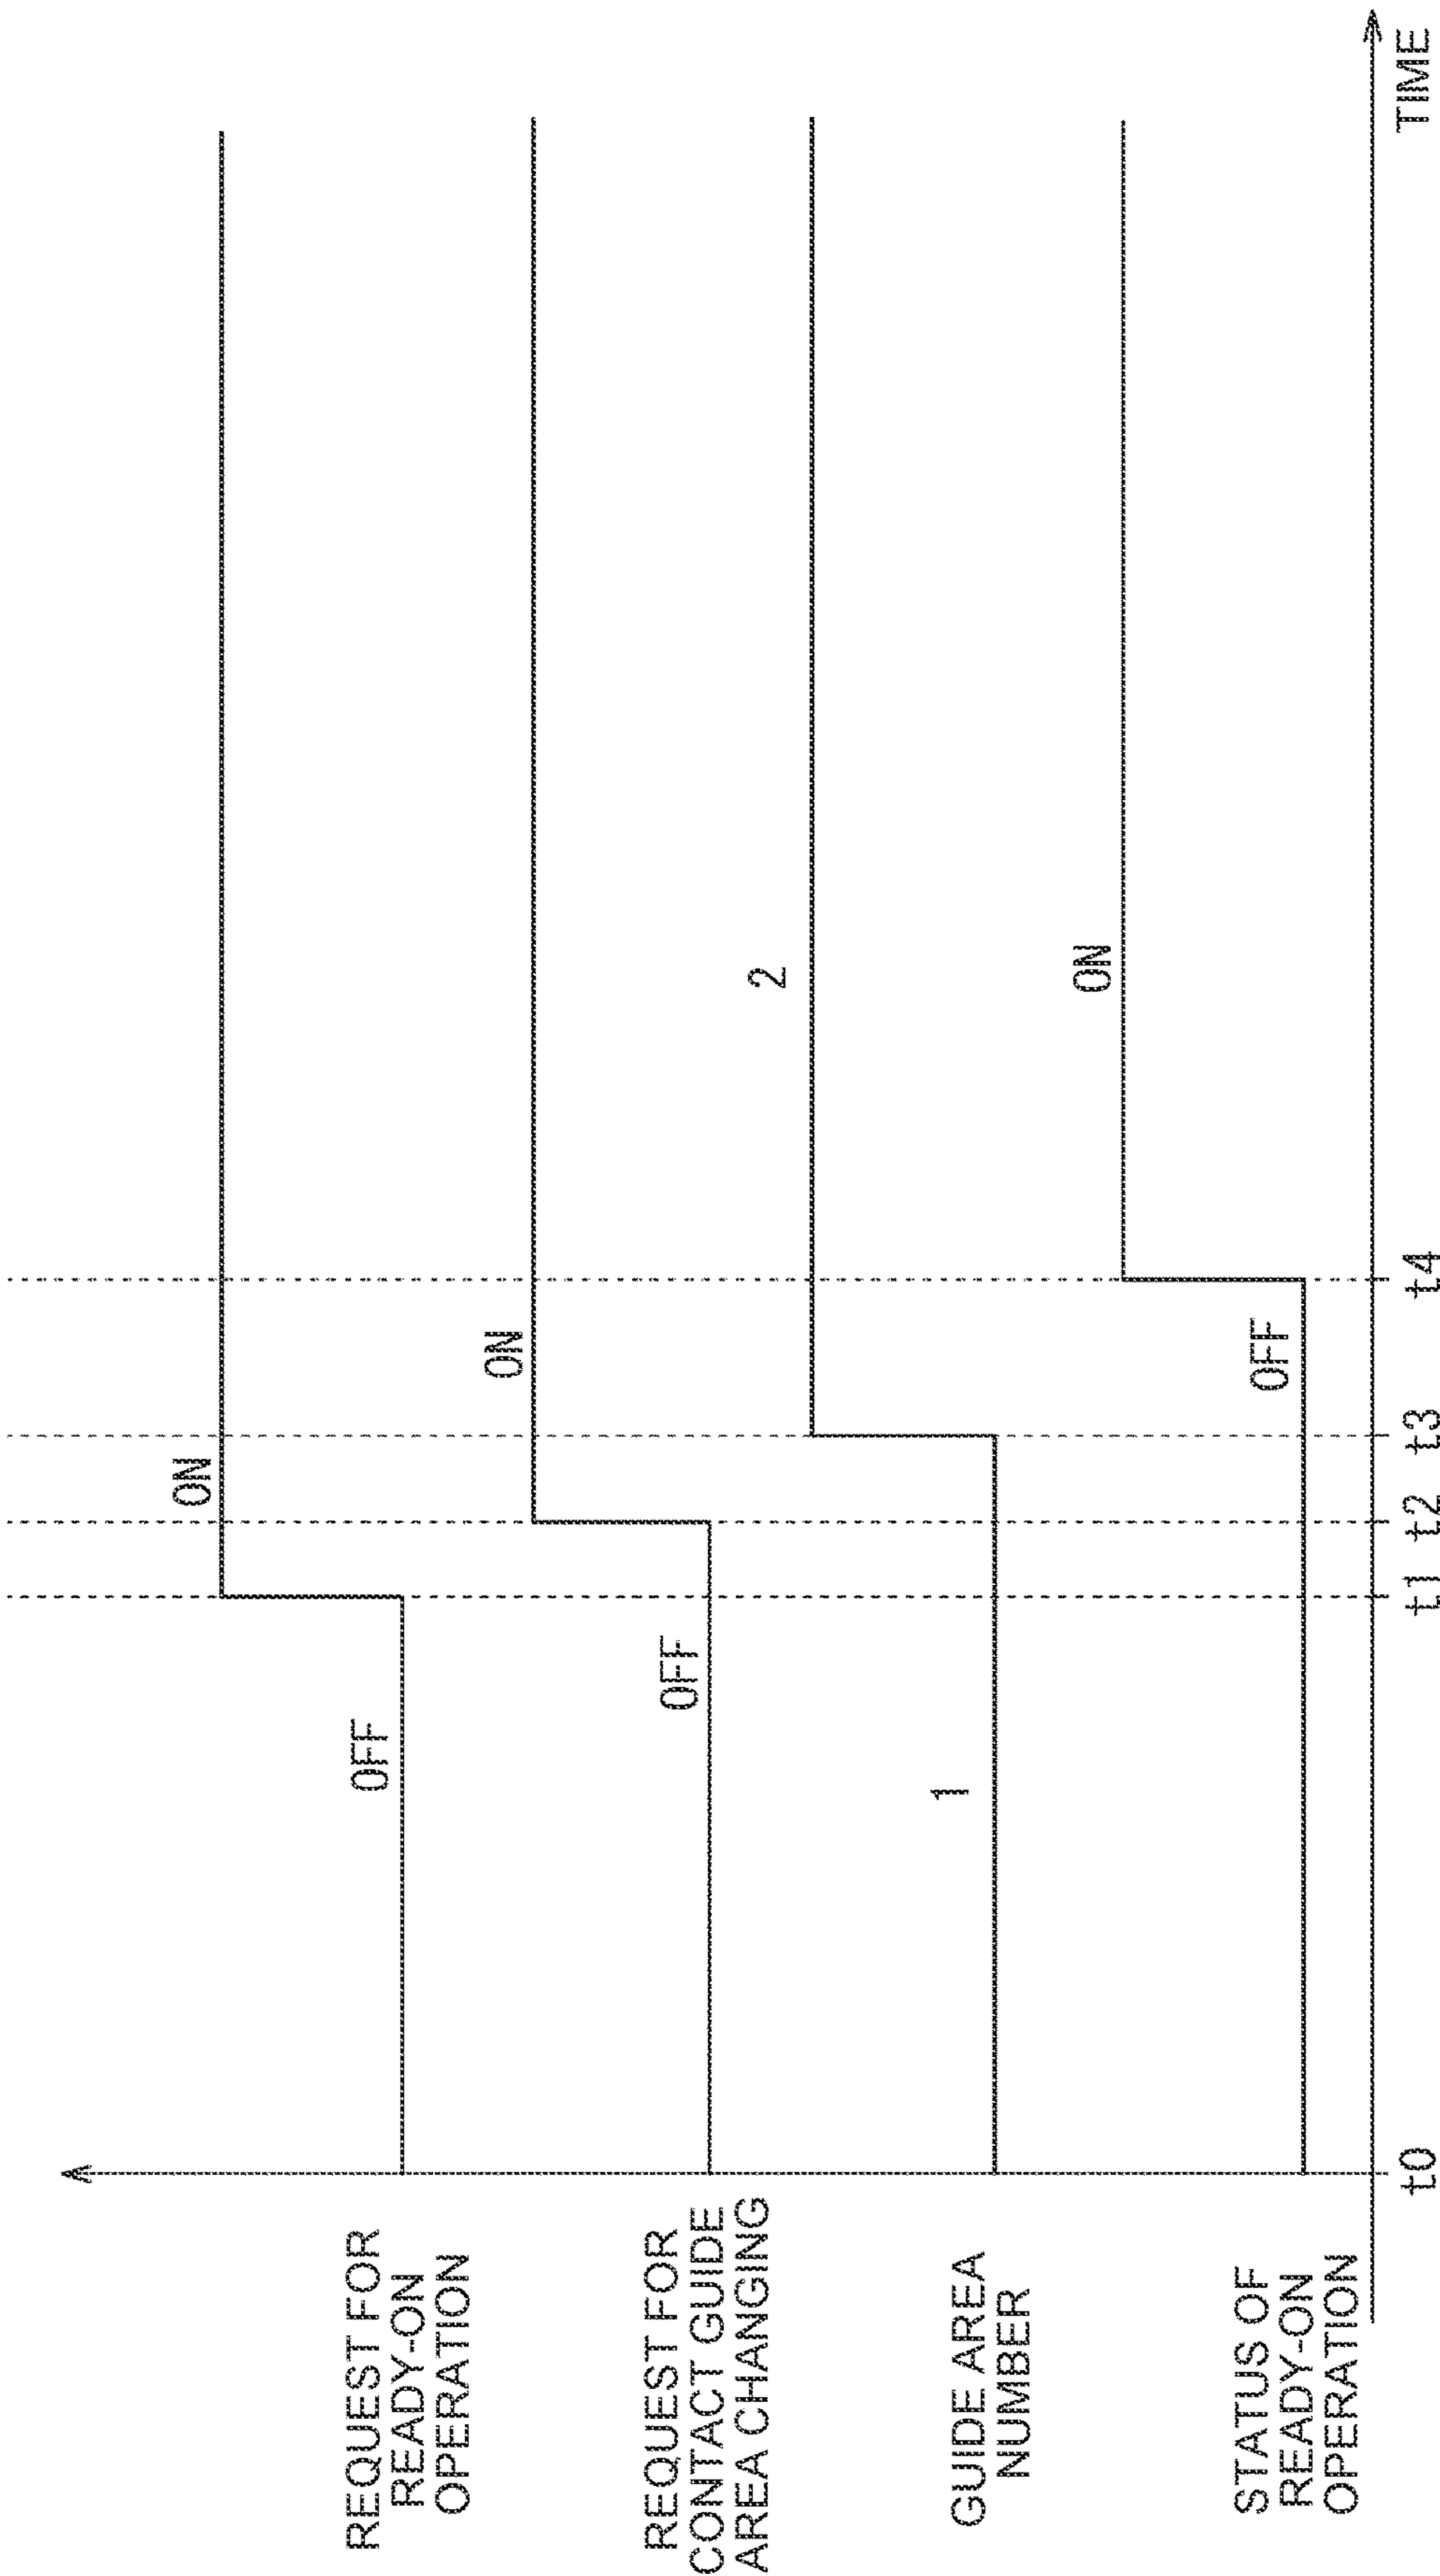 REQUEST FOR
READY-ON
OPERATION
OFF
ON
REQUEST FOR
CONTACT GUIDE
AREA CHANGING
OFF
ON
GUIDE AREA
NUMBER
1
2
STATUS OF
READY-ON
OPERATION
OFF
ON
t0
t1
t2
t3
t4
TIME